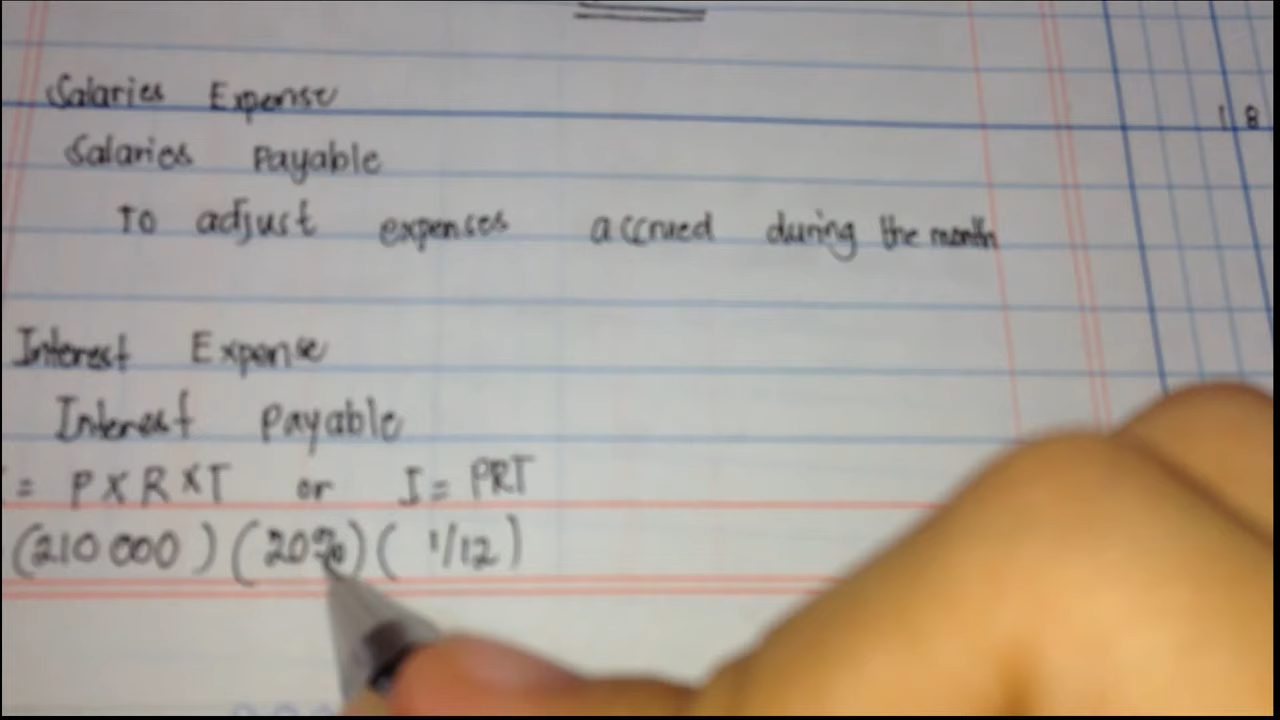 Salaries Expense 18
Salaries Payable
To adjust expenses accrued during the month
Interest Expense
Interest Payable
= P X R X T or I = PRT
(210 000) (20%) ( 1/12)